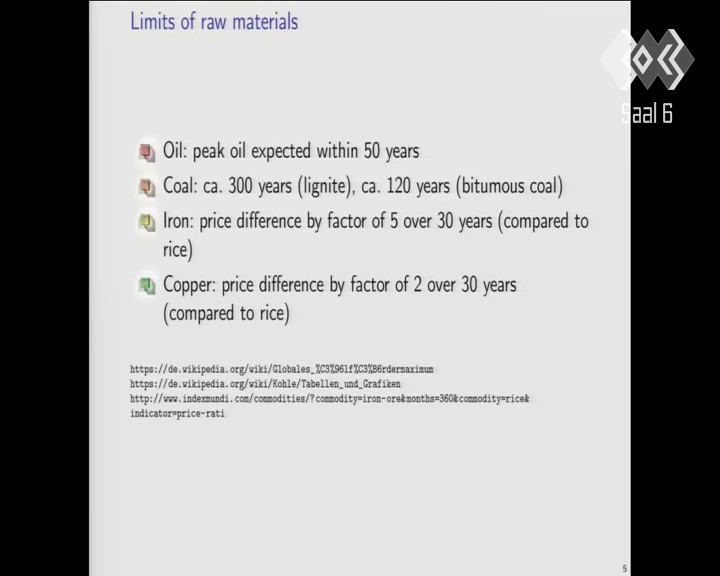 Limits of raw materials
Saal 6
Oil: peak oil expected within 50 years
Coal: ca. 300 years (lignite), ca. 120 years (bitumous coal)
Iron: price difference by factor of 5 over 30 years (compared to
rice)
Copper: price difference by factor of 2 over 30 years
(compared to rice)
https://de.wikipedia.org/wiki/Globales_%C3%96lf%C3%B6rdermaximum
https://de.wikipedia.org/wiki/Kohle/Tabellen_und_Grafiken
http://www.indexmundi.com/commodities/?commodity=iron-ore&months=360&commodity=rice&
indicator=price-rati
5